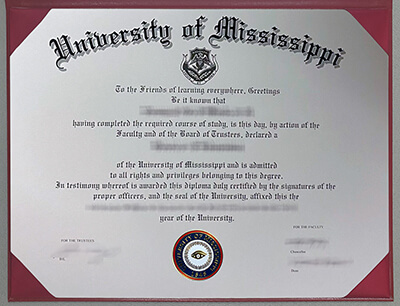 University of Mississippi
To the Friends of learning everywhere, Greetings
Be it known that
having completed the required course of study, is this day, by action of the
Faculty and of the Board of Trustees, declared a
of the University of Mississippi and is admitted
to all rights and privileges belonging to this degree.
In testimony whereof is awarded this diploma duly certified by the signatures of the
proper officers, and the seal of the University, affixed this the
year of the University.
FOR THE TRUSTEES
FOR THE FACULTY
Chancellor
Dean
UNIVERSITY OF MISSISSIPPI